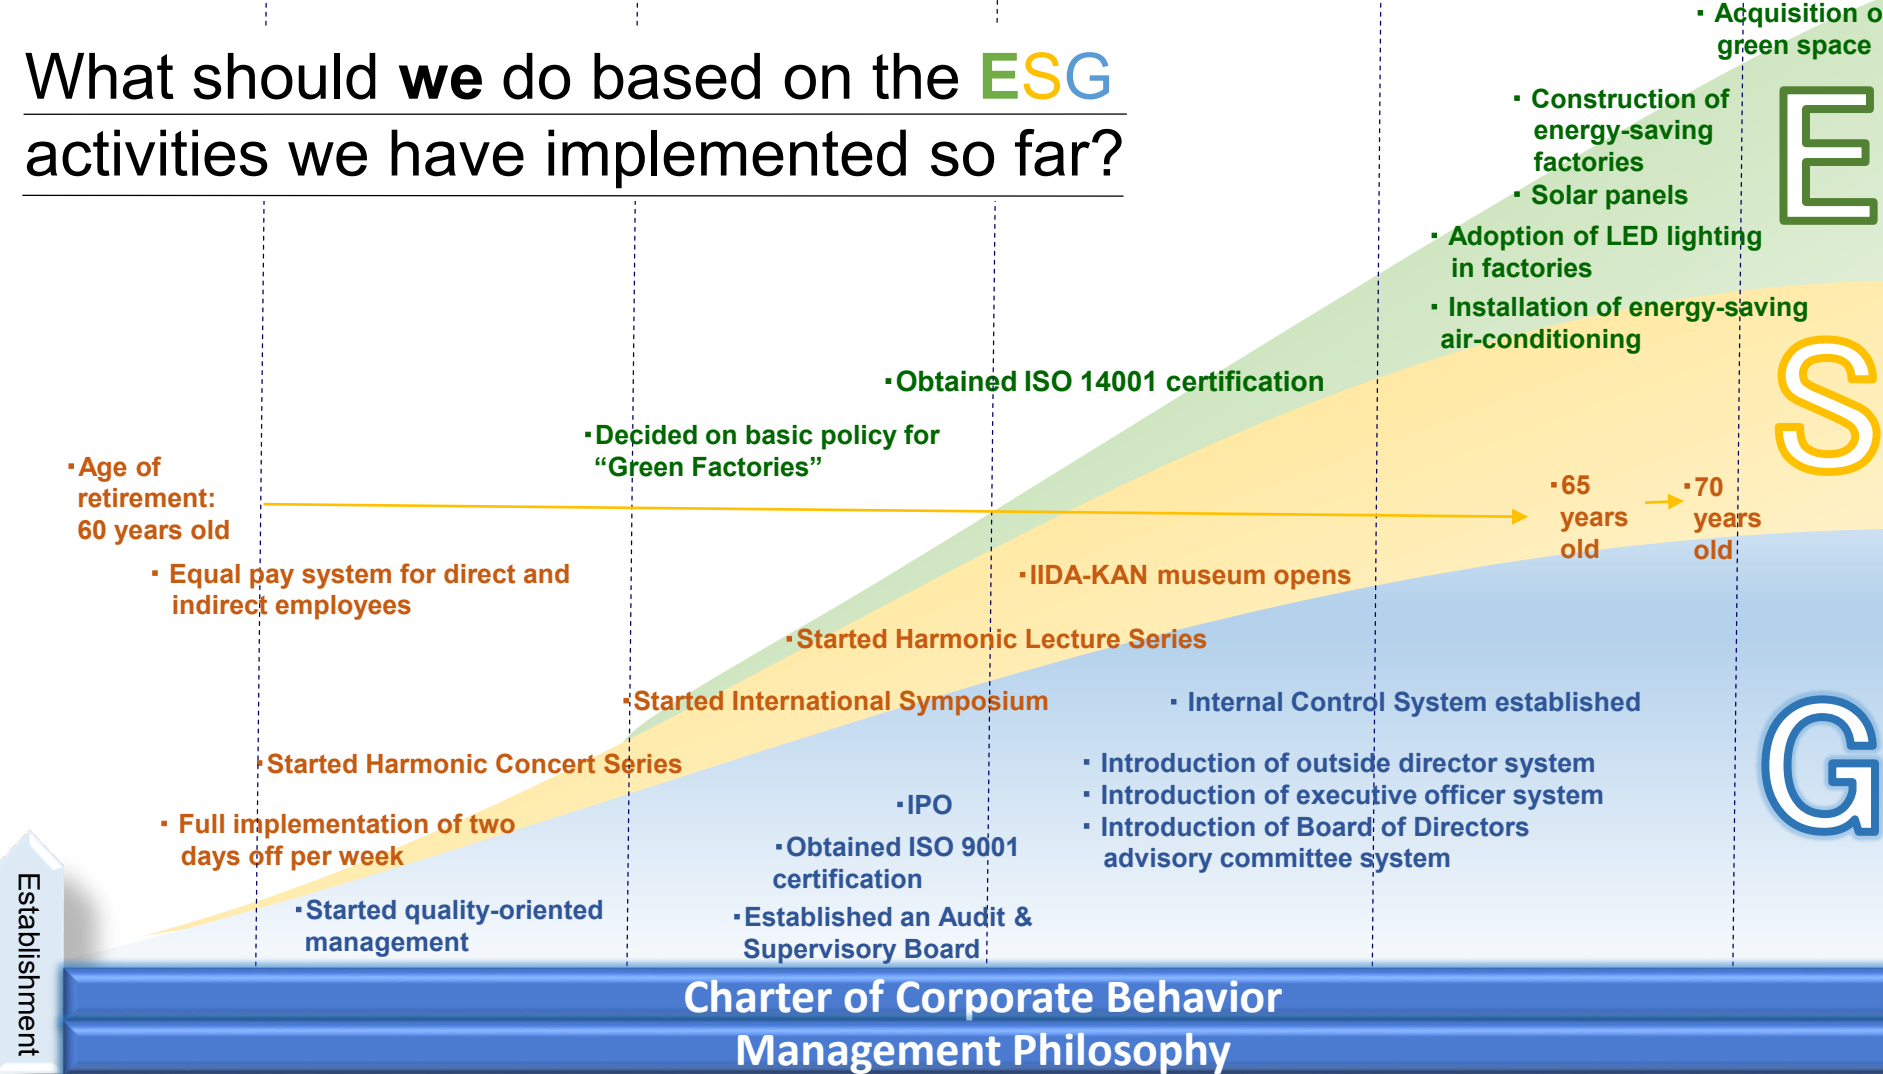 ・ Acquisition o
green space
What should we do based on the ESG
activities we have implemented so far?
・ Construction of
energy-saving
factories
・ Solar panels
・ Adoption of LED lighting
in factories
・ Installation of energy-saving
air-conditioning
E
・Obtained ISO 14001 certification
・Decided on basic policy for
“Green Factories”
S
・Age of
retirement:
60 years old
・65
years
old
・70
years
old
・ Equal pay system for direct and
indirect employees
・IIDA-KAN museum opens
・Started Harmonic Lecture Series
・Started International Symposium
・ Internal Control System established
・Started Harmonic Concert Series
・ Introduction of outside director system
・ Introduction of executive officer system
・ Introduction of Board of Directors
advisory committee system
G
・IPO
・ Full implementation of two
days off per week
・Obtained ISO 9001
certification
・Started quality-oriented
management
・Established an Audit &
Supervisory Board
Establishment
Charter of Corporate Behavior
Management Philosophy